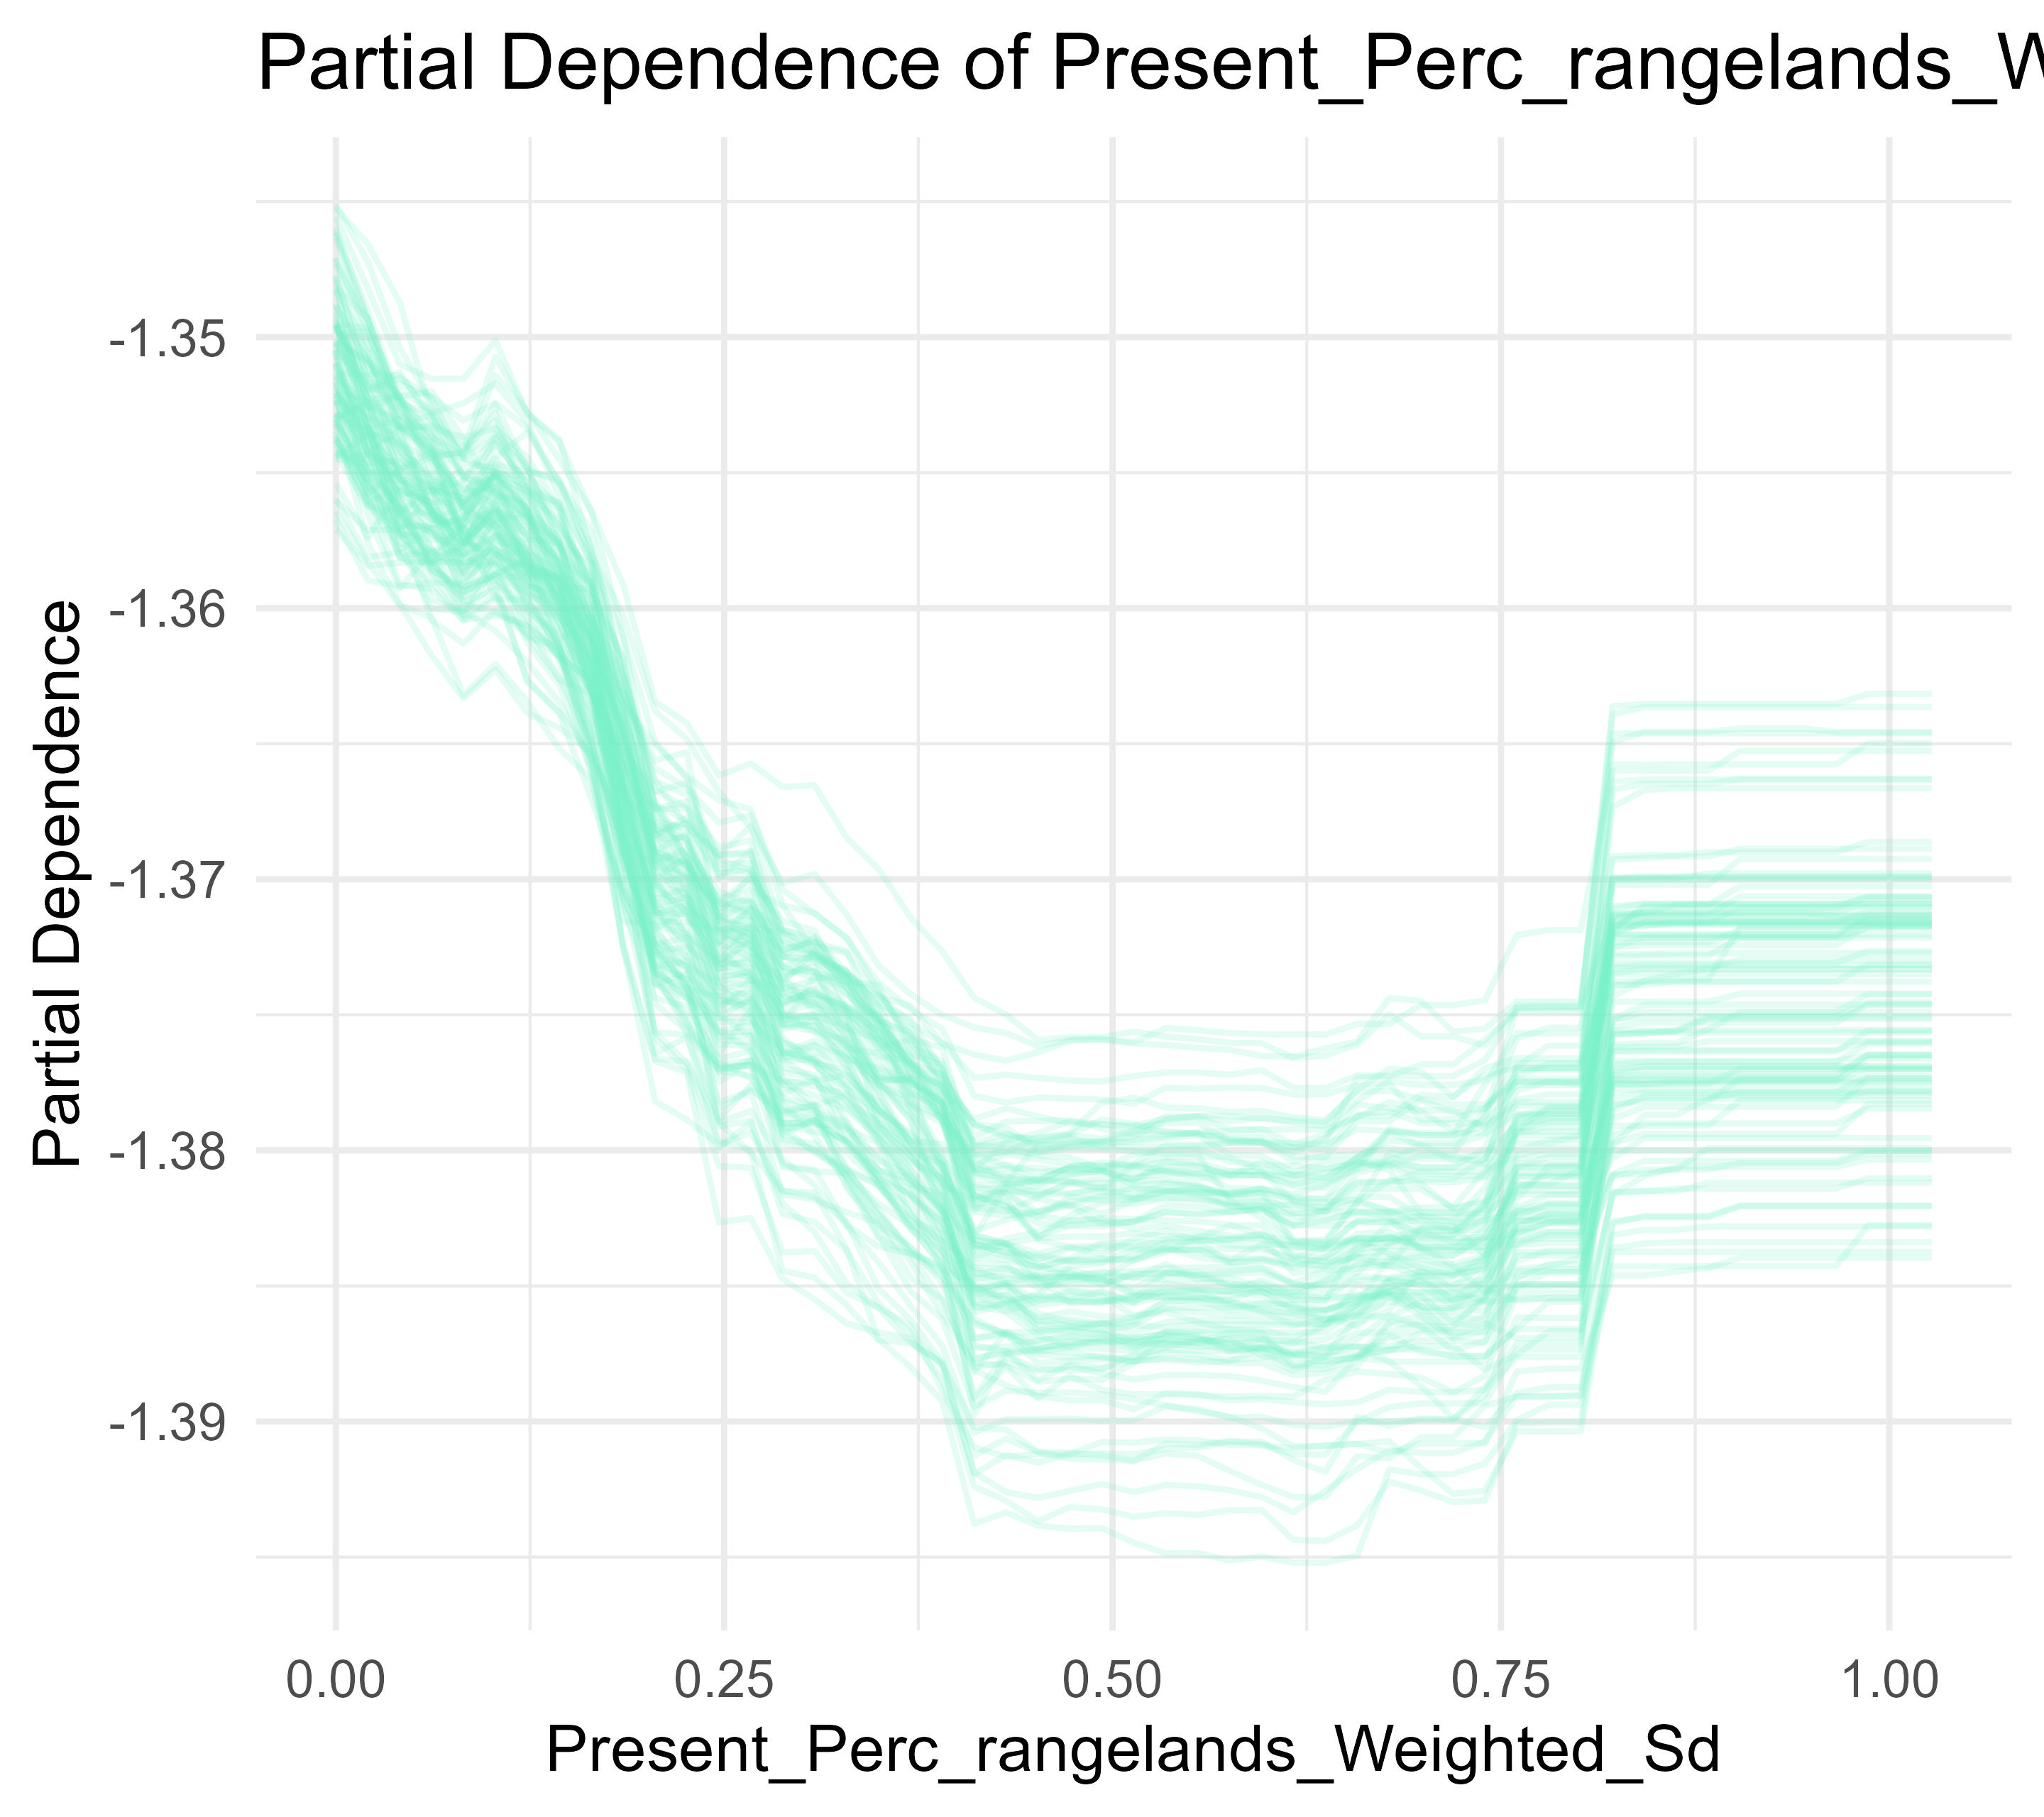 Partial Dependence of Present_Perc_rangelands_W
Partial Dependence
-1.35
-1.36
-1.37
-1.38
-1.39
0.00 0.25 0.50 0.75 1.00
Present_Perc_rangelands_Weighted_Sd